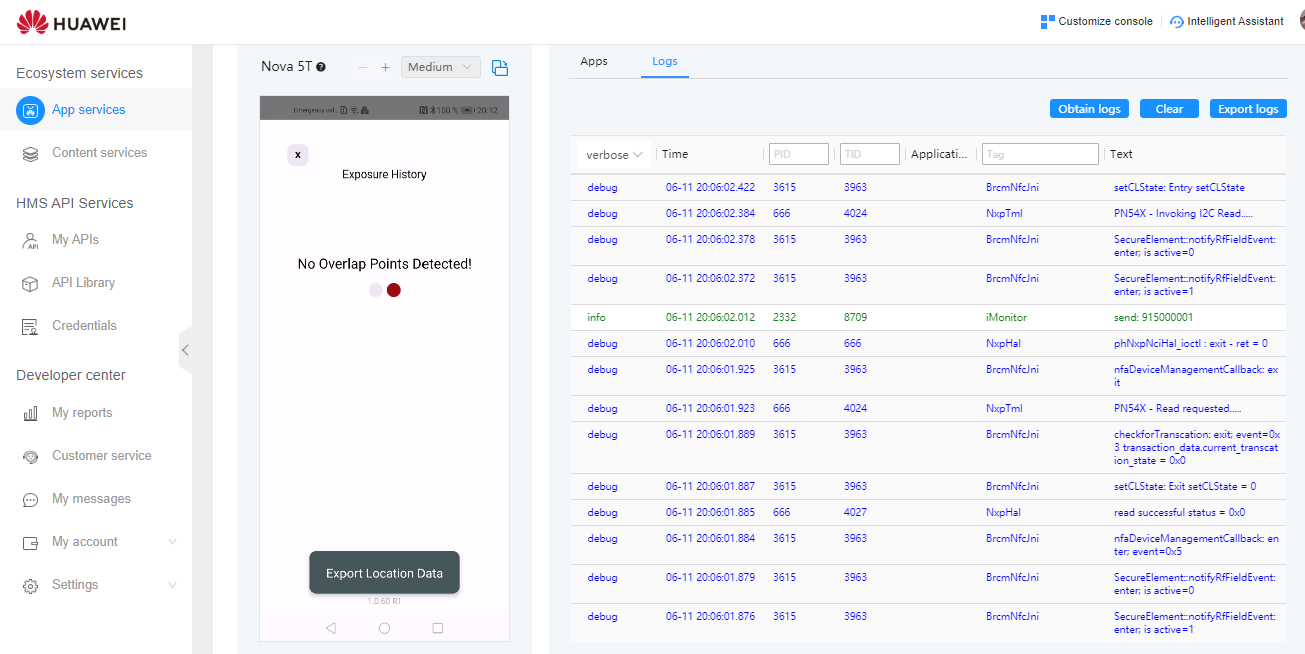 HUAWEI
Customize console
Intelligent Assistant
Ecosystem services
App services
Content services
HMS API Services
My APIs
API Library
Credentials
Developer center
My reports
Customer service
My messages
My account
Settings
Nova 5T
Medium
Emergency cal...
100 % 20:12
x
Exposure History
No Overlap Points Detected!
Export Location Data
1.0.60 R1
Apps Logs
Obtain logs Clear Export logs
verbose Time PID TID Applicati... Tag Text
debug 06-11 20:06:02.422 3615 3963 BrcmNfcJni setCLState: Entry setCLState
debug 06-11 20:06:02.384 666 4024 NxpTml PN54X - Invoking I2C Read.....
debug 06-11 20:06:02.378 3615 3963 BrcmNfcJni SecureElement::notifyRfFieldEvent:
enter; is active=0
debug 06-11 20:06:02.372 3615 3963 BrcmNfcJni SecureElement::notifyRfFieldEvent:
enter; is active=1
info 06-11 20:06:02.012 2332 8709 iMonitor send: 915000001
debug 06-11 20:06:02.010 666 666 NxpHal phNxpNciHal_ioctl : exit - ret = 0
debug 06-11 20:06:01.925 3615 3963 BrcmNfcJni nfaDeviceManagementCallback: ex
it
debug 06-11 20:06:01.923 666 4024 NxpTml PN54X - Read requested.....
debug 06-11 20:06:01.889 3615 3963 BrcmNfcJni checkforTranscation: exit; event=0x
3 transaction_data.current_transcat
ion_state = 0x0
debug 06-11 20:06:01.887 3615 3963 BrcmNfcJni setCLState: Exit setCLState = 0
debug 06-11 20:06:01.885 666 4027 NxpHal read successful status = 0x0
debug 06-11 20:06:01.884 3615 3963 BrcmNfcJni nfaDeviceManagementCallback: en
ter; event=0x5
debug 06-11 20:06:01.879 3615 3963 BrcmNfcJni SecureElement::notifyRfFieldEvent:
enter; is active=0
debug 06-11 20:06:01.876 3615 3963 BrcmNfcJni SecureElement::notifyRfFieldEvent:
enter; is active=1